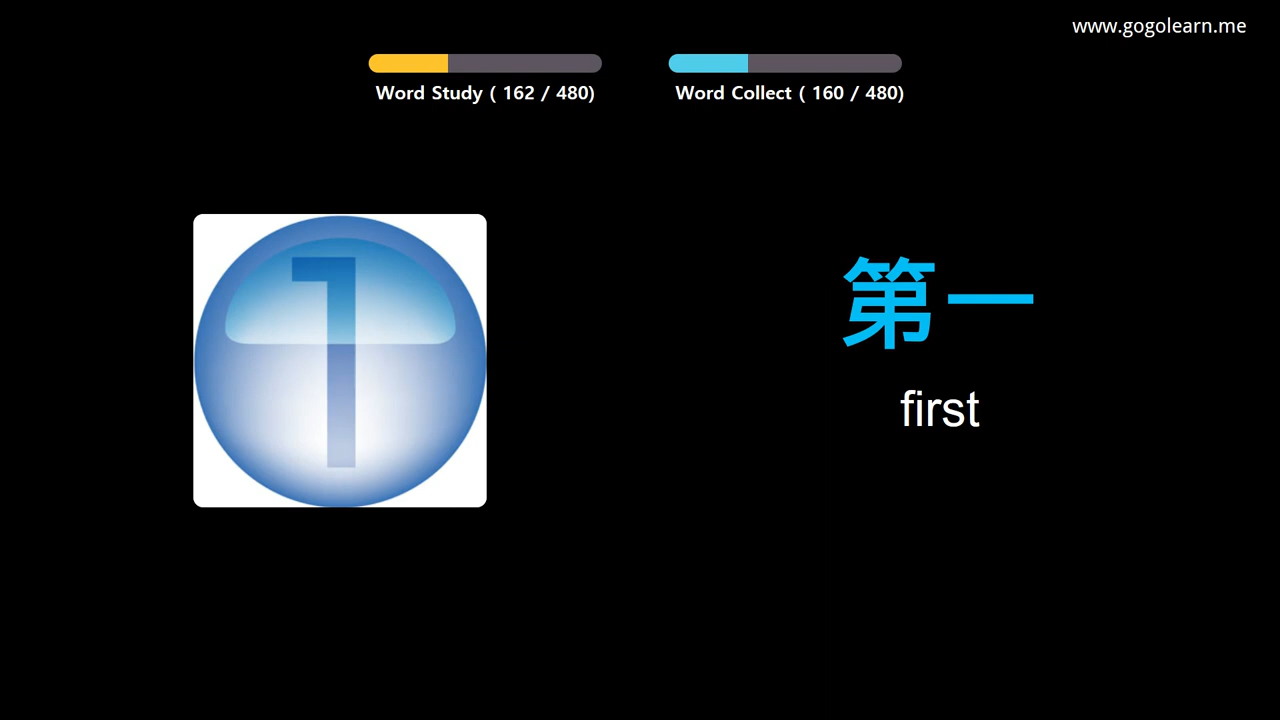 www.gogolearn.me
Word Study ( 162 / 480)
Word Collect ( 160 / 480)
1
第一
first